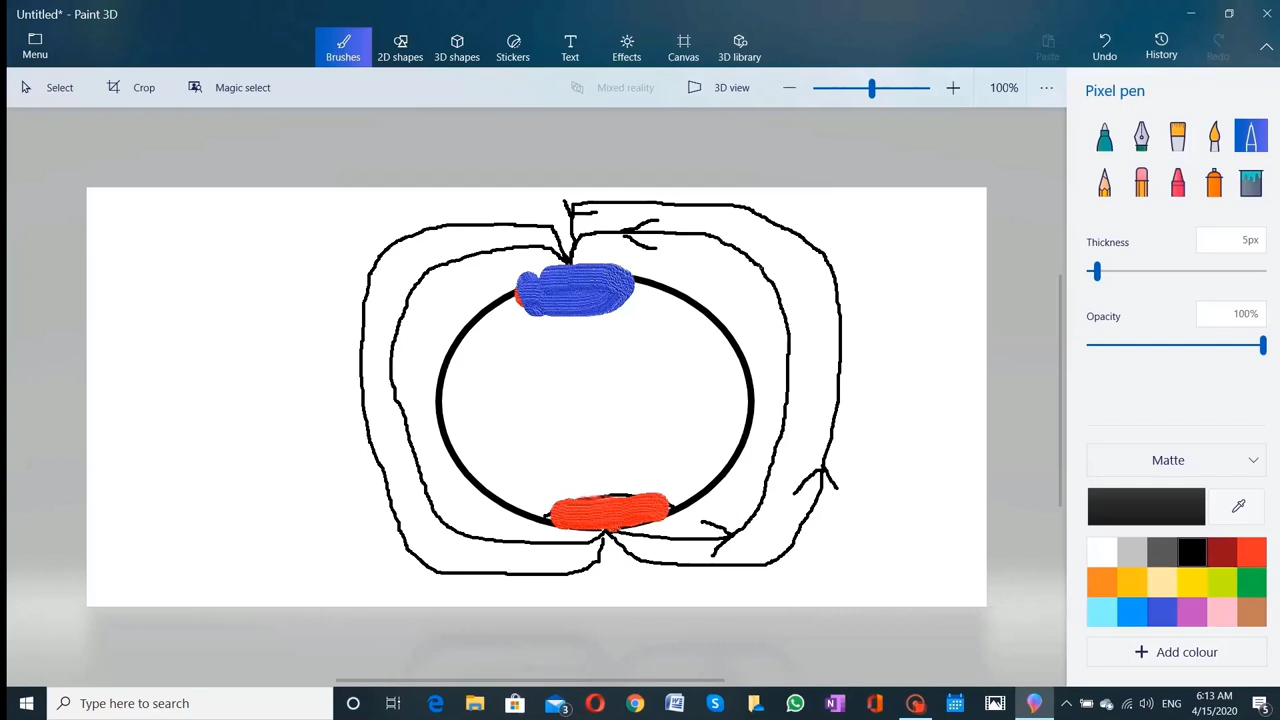 Untitled* - Paint 3D
Menu
Brushes
2D shapes
3D shapes
Stickers
Text
Effects
Canvas
3D library
Paste
Undo
History
Redo
Select
Crop
Magic select
Mixed reality
3D view
100%
Pixel pen
Thickness
5px
Opacity
100%
Matte
Add colour
Type here to search
3
ENG
6:13 AM
4/15/2020
5